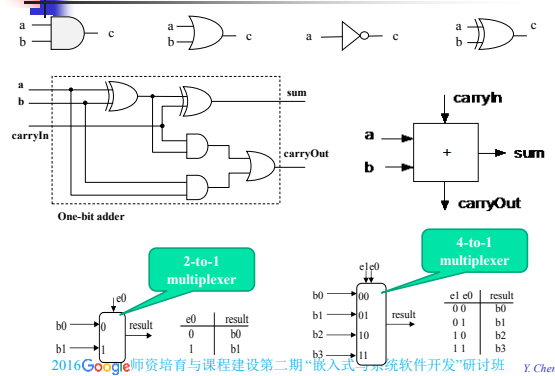 a
b
c
a
b
c
a
c
a
b
c
a
b
carryIn
sum
carryOut
One-bit adder
carryIn
a
b
+
sum
carryOut
2-to-1
multiplexer
e0
b0
0
b1
1
result
e0 result
0 b0
1 b1
4-to-1
multiplexer
e1e0
b0
00
b1
01
b2
10
b3
11
result
e1 e0 result
0 0 b0
0 1 b1
1 0 b2
1 1 b3
2016Google师资培育与课程建设第二期“嵌入式与系统软件开发”研讨班
Y. Chen